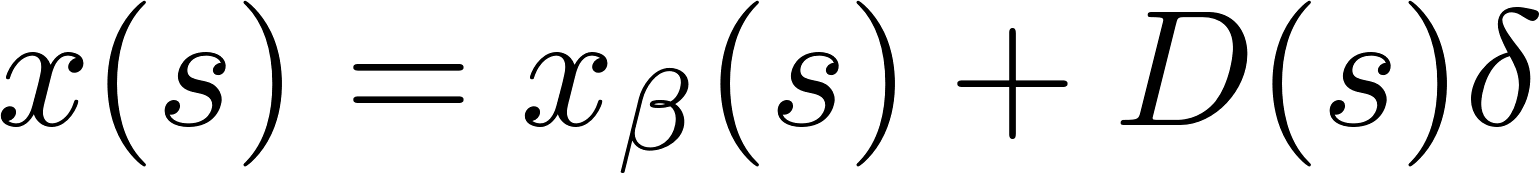 x(s) = x_β(s) + D(s)δ